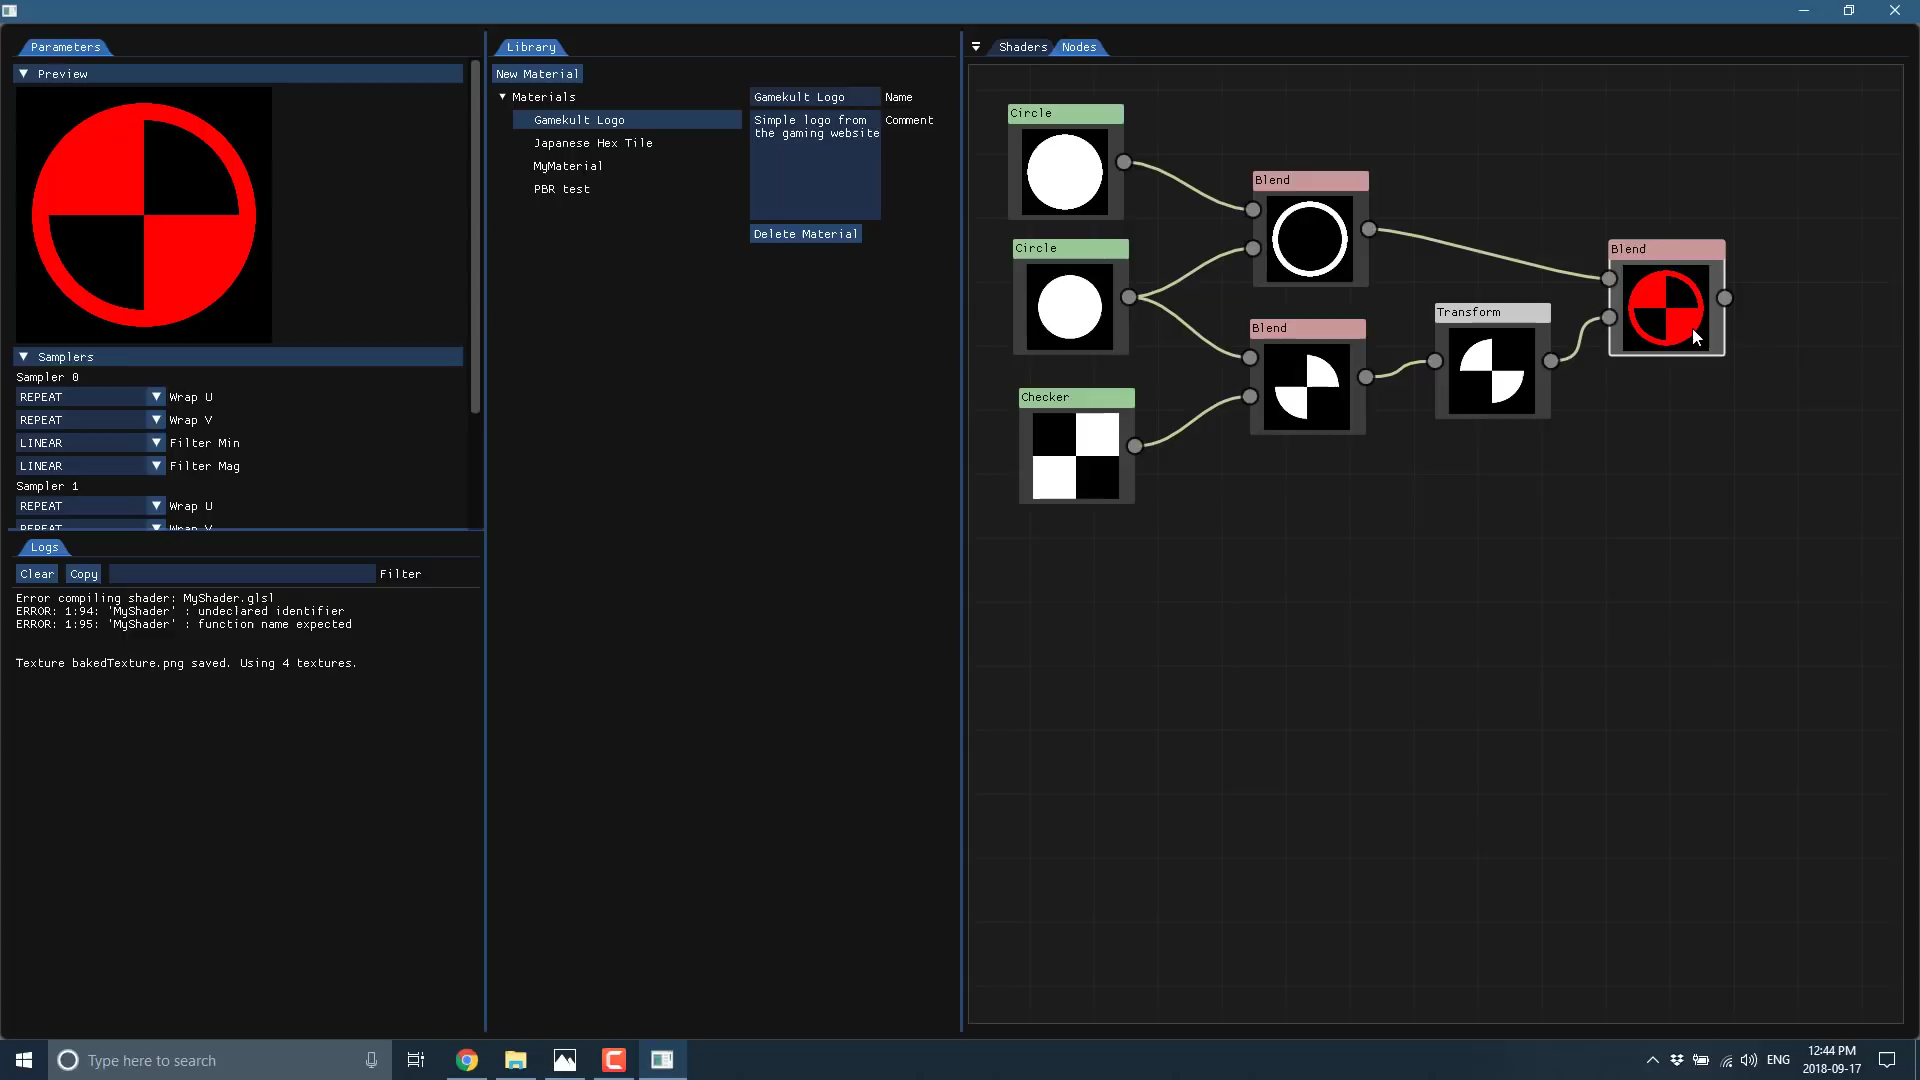 Parameters
Preview
Samplers
Sampler 0
REPEAT Wrap U
REPEAT Wrap V
LINEAR Filter Min
LINEAR Filter Mag
Sampler 1
REPEAT Wrap U
REPEAT Wrap V
Logs
Clear Copy Filter
Error compiling shader: MyShader.glsl
ERROR: 1:94: 'MyShader' : undeclared identifier
ERROR: 1:95: 'MyShader' : function name expected
Texture bakedTexture.png saved. Using 4 textures.
Library
New Material
Materials
Gamekult Logo
Japanese Hex Tile
MyMaterial
PBR test
Gamekult Logo Name
Simple logo from Comment
the gaming website
Delete Material
Shaders Nodes
Circle
Circle
Checker
Blend
Blend
Transform
Blend
Type here to search
ENG
12:44 PM
2018-09-17